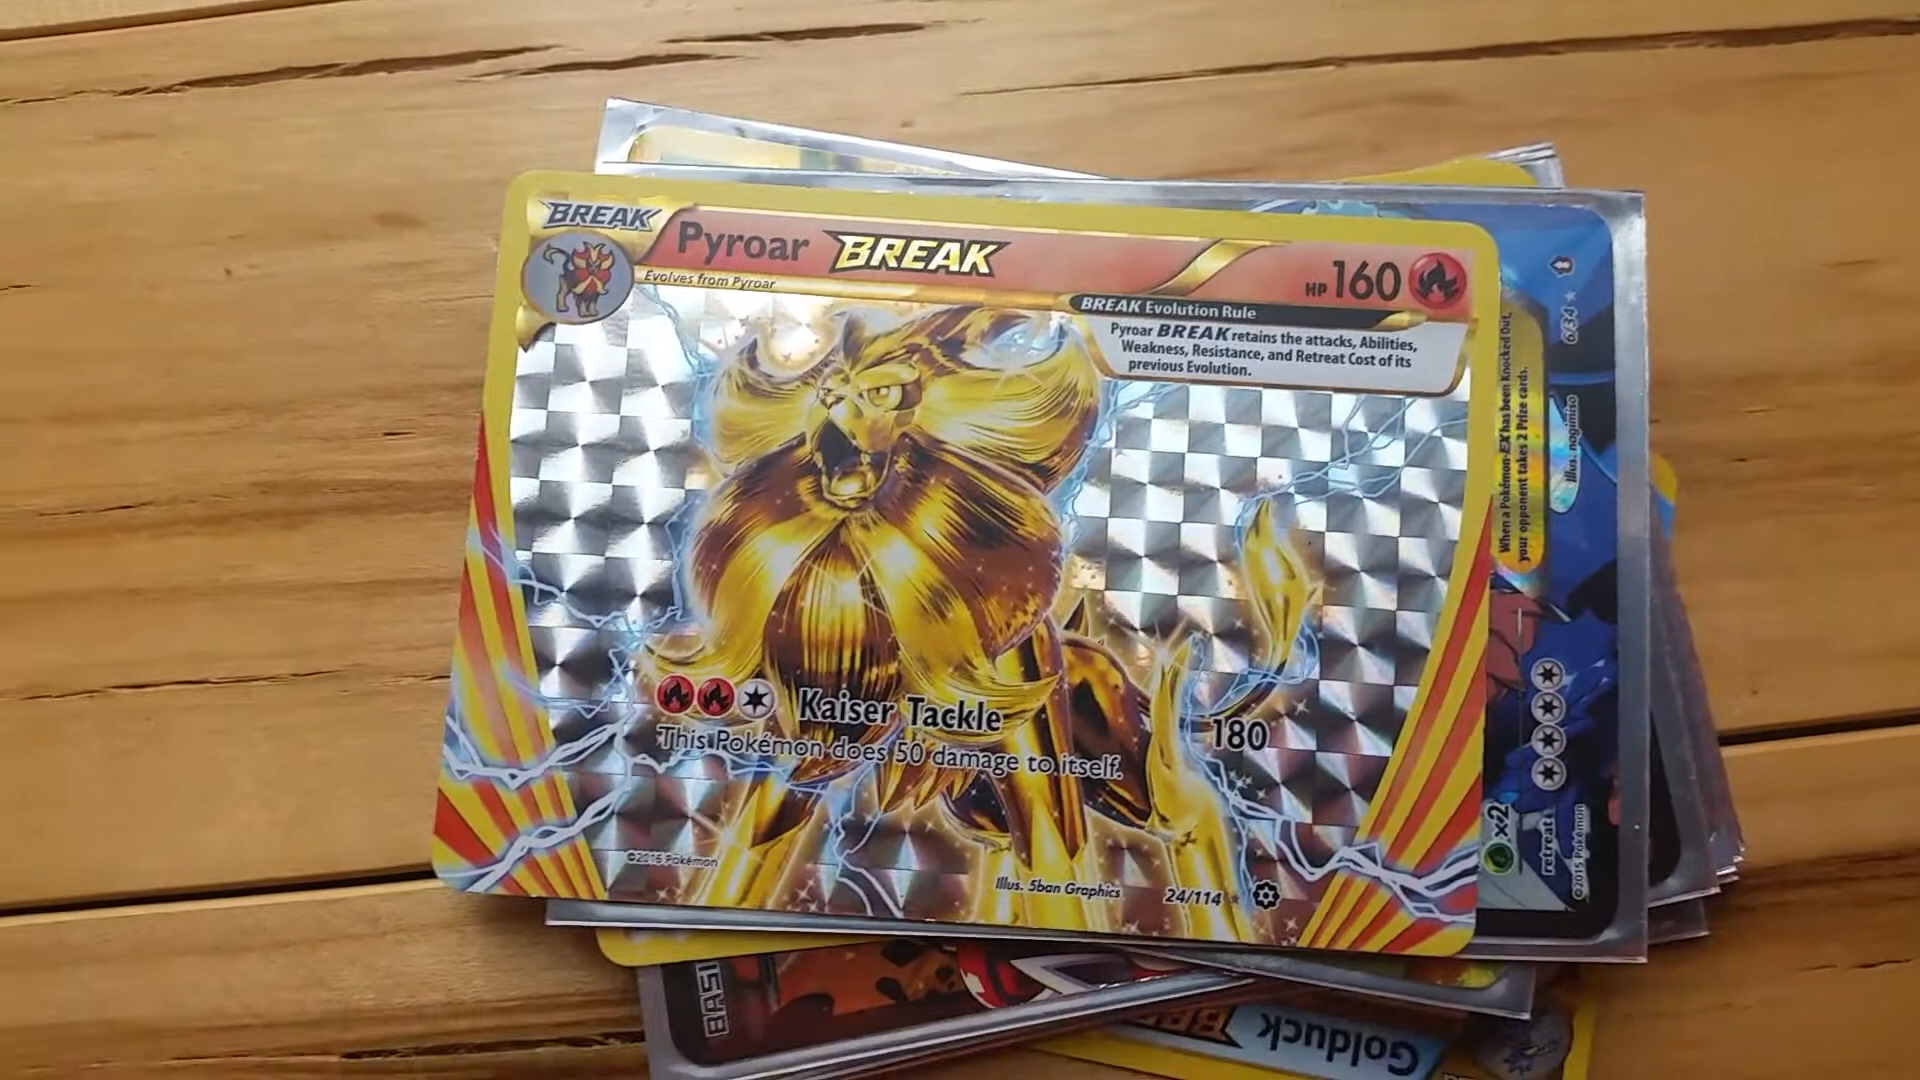 BREAK
Pyroar BREAK
HP 160
Evolves from Pyroar
BREAK Evolution Rule
Pyroar BREAK retains the attacks, Abilities,
Weakness, Resistance, and Retreat Cost of its
previous Evolution.
Kaiser Tackle 180
This Pokémon does 50 damage to itself.
©2016 Pokémon
Illus. 5ban Graphics
24/114
When a Pokémon-EX has been Knocked Out,
your opponent takes 2 Prize cards.
Illus. nagimiso
6/34
×2
retreat
©2015 Pokémon
BASI
Golduck